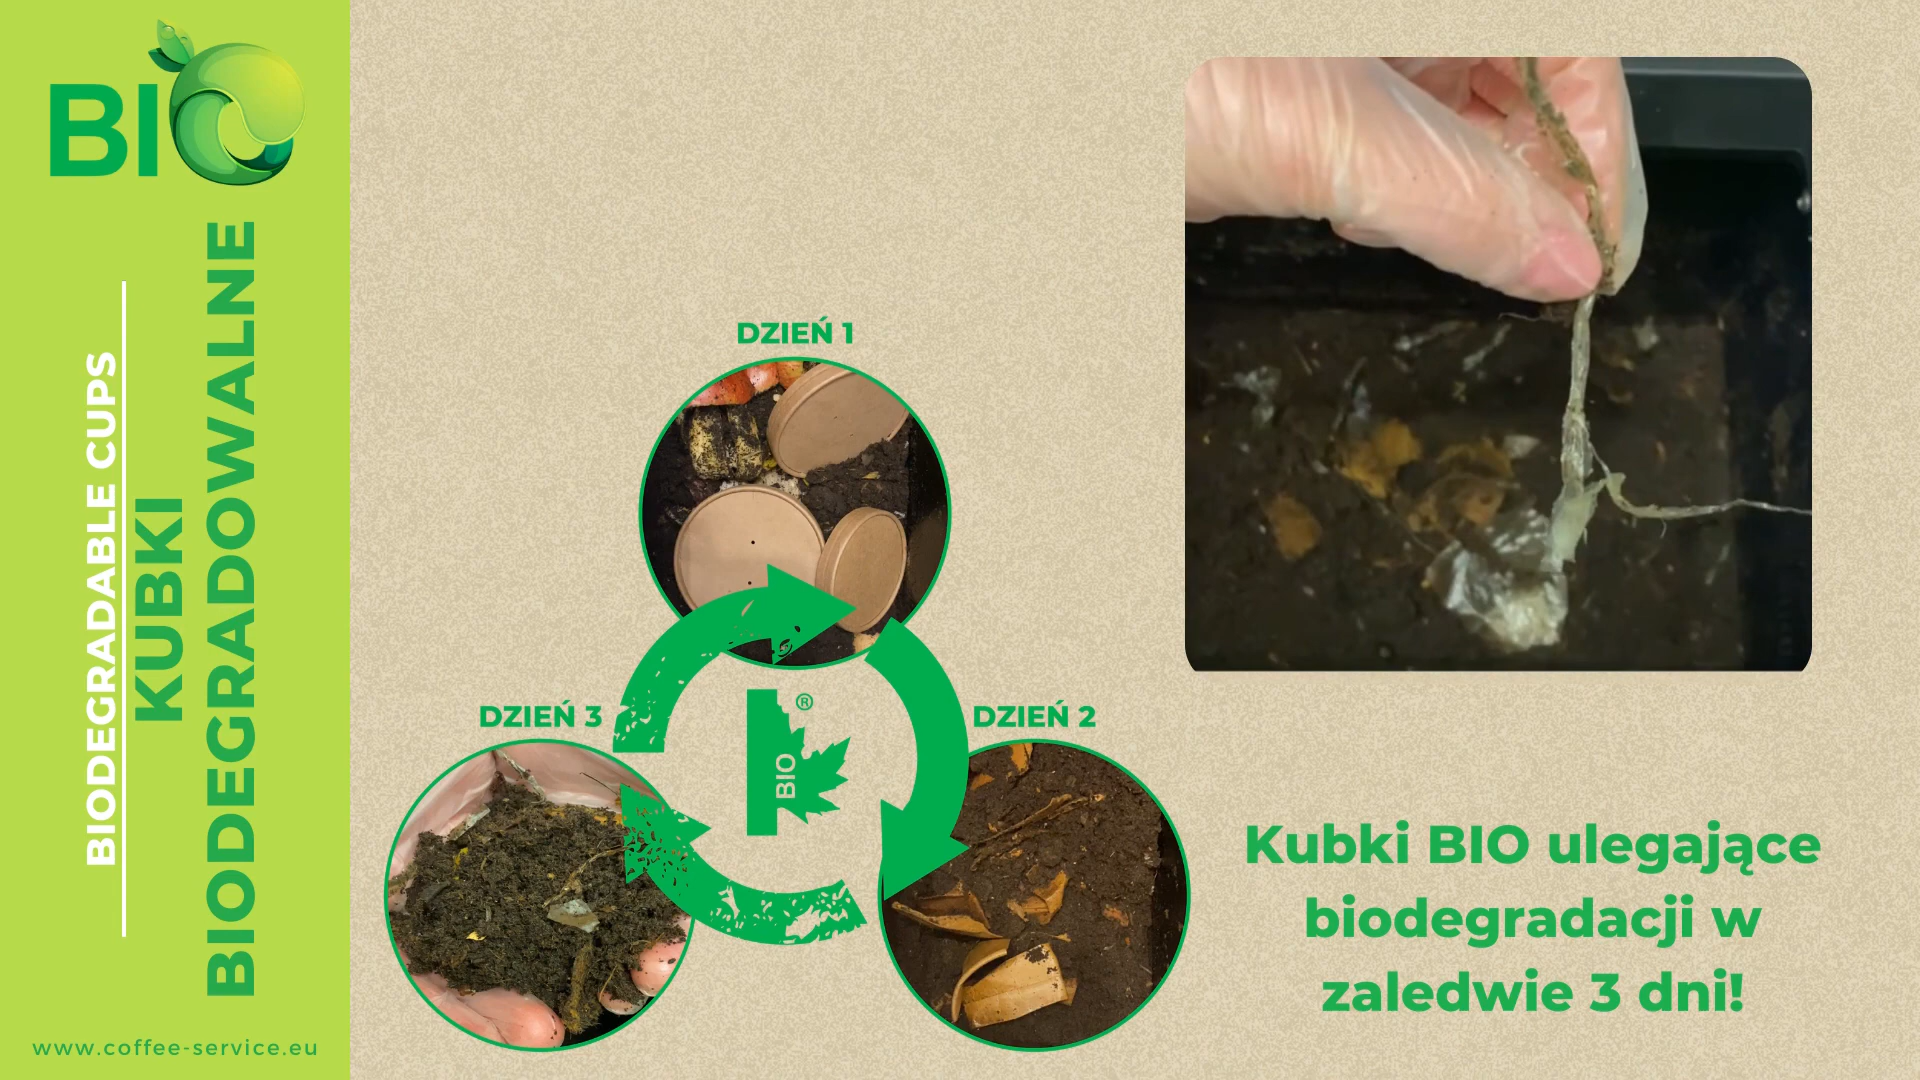 BIO
BIODEGRADABLE CUPS
KUBKI
BIODEGRADOWALNE
www.coffee-service.eu
DZIEŃ 1
DZIEŃ 3
DZIEŃ 2
BIO
®
Kubki BIO ulegające
biodegradacji w
zaledwie 3 dni!